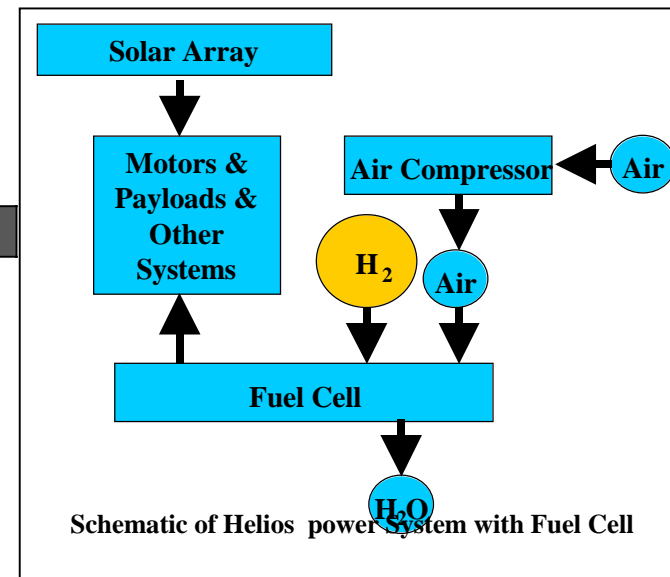 Solar Array
Motors &
Payloads &
Other
Systems
Air Compressor
Air
H2
Air
Fuel Cell
H2O
Schematic of Helios power System with Fuel Cell